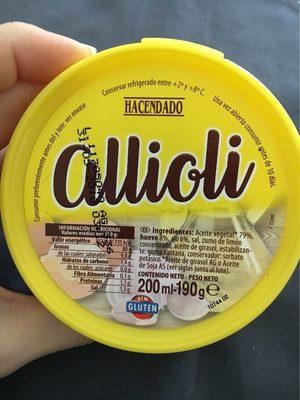 Conservar refrigerado entre +2º y +8º C.
Una vez abierto consumir antes de 10 días.
Consumir preferentemente antes del y lote: ver envase
HACENDADO
allioli
INFORMACIÓN NUTRICIONAL
Valor energético
Grasas
de las cuales: saturadas
Hidratos de carbono
de los cuales: azúcares
Fibra Alimentaria
Proteínas
Sal
Ingredientes: Aceite vegetal* 79%,
huevo 8%, ajo 6%, sal, zumo de limón
concentrado, aceite de girasol, estabilizan-
te: goma xantana, conservador: sorbato
potásico. *Aceite de girasol AG o Aceite
de Soja AS (ver siglas junto al lote).
CONTENIDO NETO - PESO NETO
200 ml-190g e
SIN
GLUTEN
10744 02